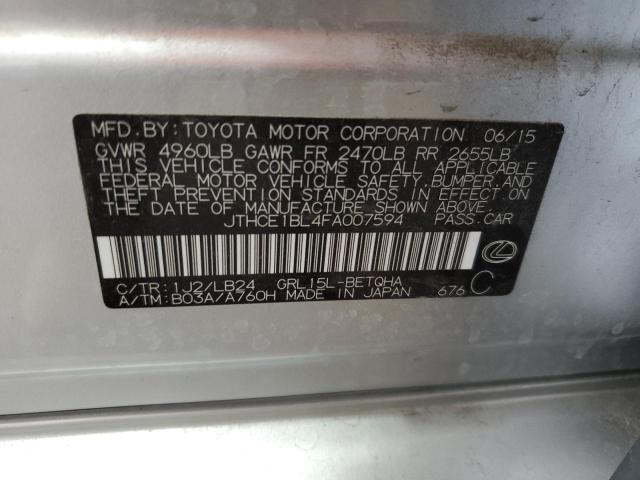 MFD. BY: TOYOTA MOTOR CORPORATION 06/15
GVWR 4960LB GAWR FR 2470LB RR 2655LB
THIS VEHICLE CONFORMS TO ALL APPLICABLE
FEDERAL MOTOR VEHICLE SAFETY, BUMPER, AND
THEFT PREVENTION STANDARDS IN EFFECT ON
THE DATE OF MANUFACTURE SHOWN ABOVE.
JTHCE1BL4FA007594 PASS. CAR
C/TR: 1J2/LB24 GRL15L-BETQHA
A/TM: B03A/A760H MADE IN JAPAN 676 C